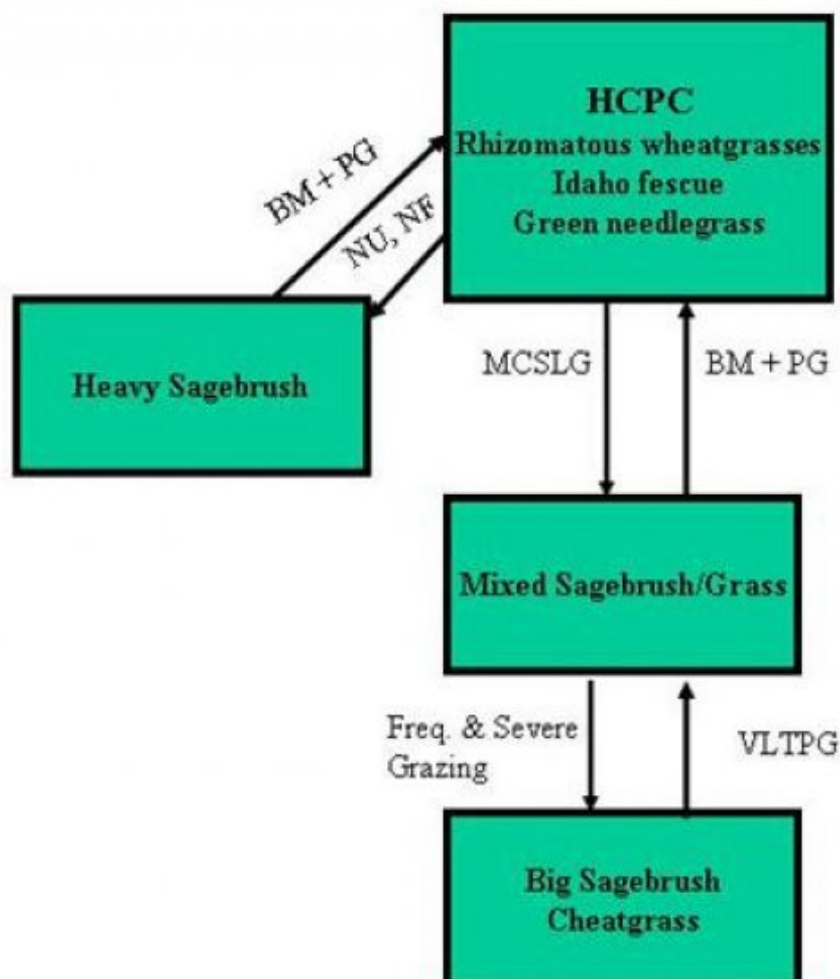 HCPC
Rhizomatous wheatgrasses
Idaho fescue
Green needlegrass
BM + PG
NU, NF
Heavy Sagebrush
MCSLG
BM + PG
Mixed Sagebrush/Grass
Freq. & Severe
Grazing
VLTPG
Big Sagebrush
Cheatgrass